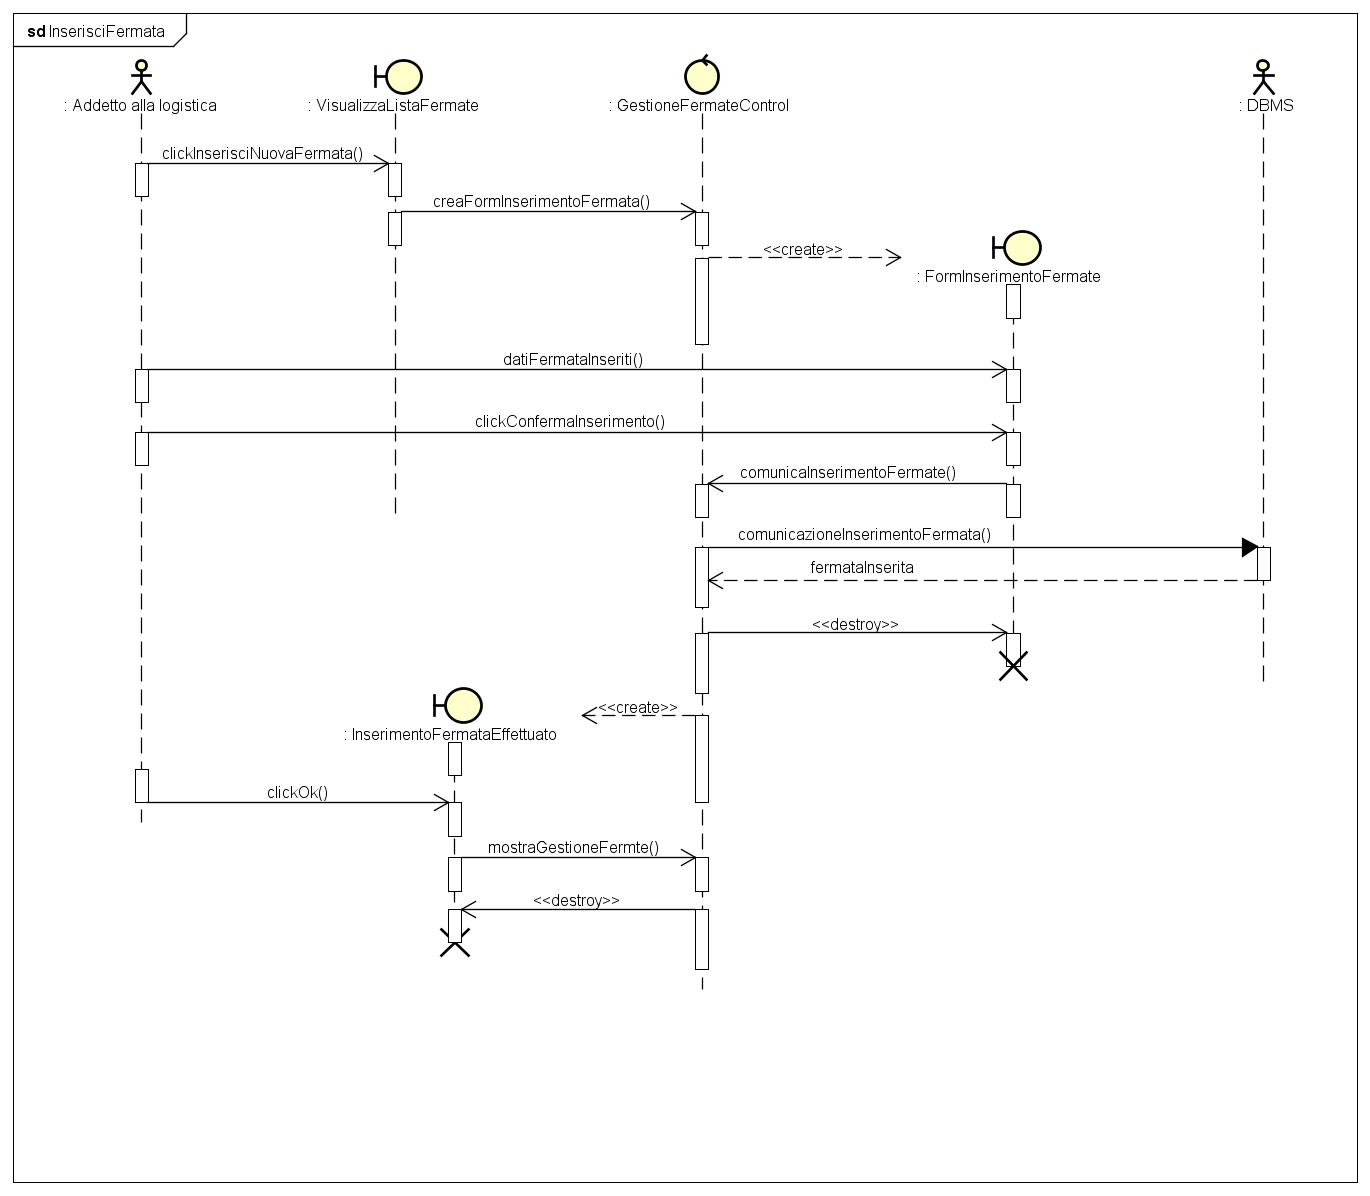 sd InserisciFermata
: Addetto alla logistica
: VisualizzaListaFermate
: GestioneFermateControl
: DBMS
clickInserisciNuovaFermata()
creaFormInserimentoFermata()
<<create>>
: FormInserimentoFermate
datiFermataInseriti()
clickConfermaInserimento()
comunicaInserimentoFermate()
comunicazioneInserimentoFermata()
fermataInserita
<<destroy>>
<<create>>
: InserimentoFermataEffettuato
clickOk()
mostraGestioneFermte()
<<destroy>>